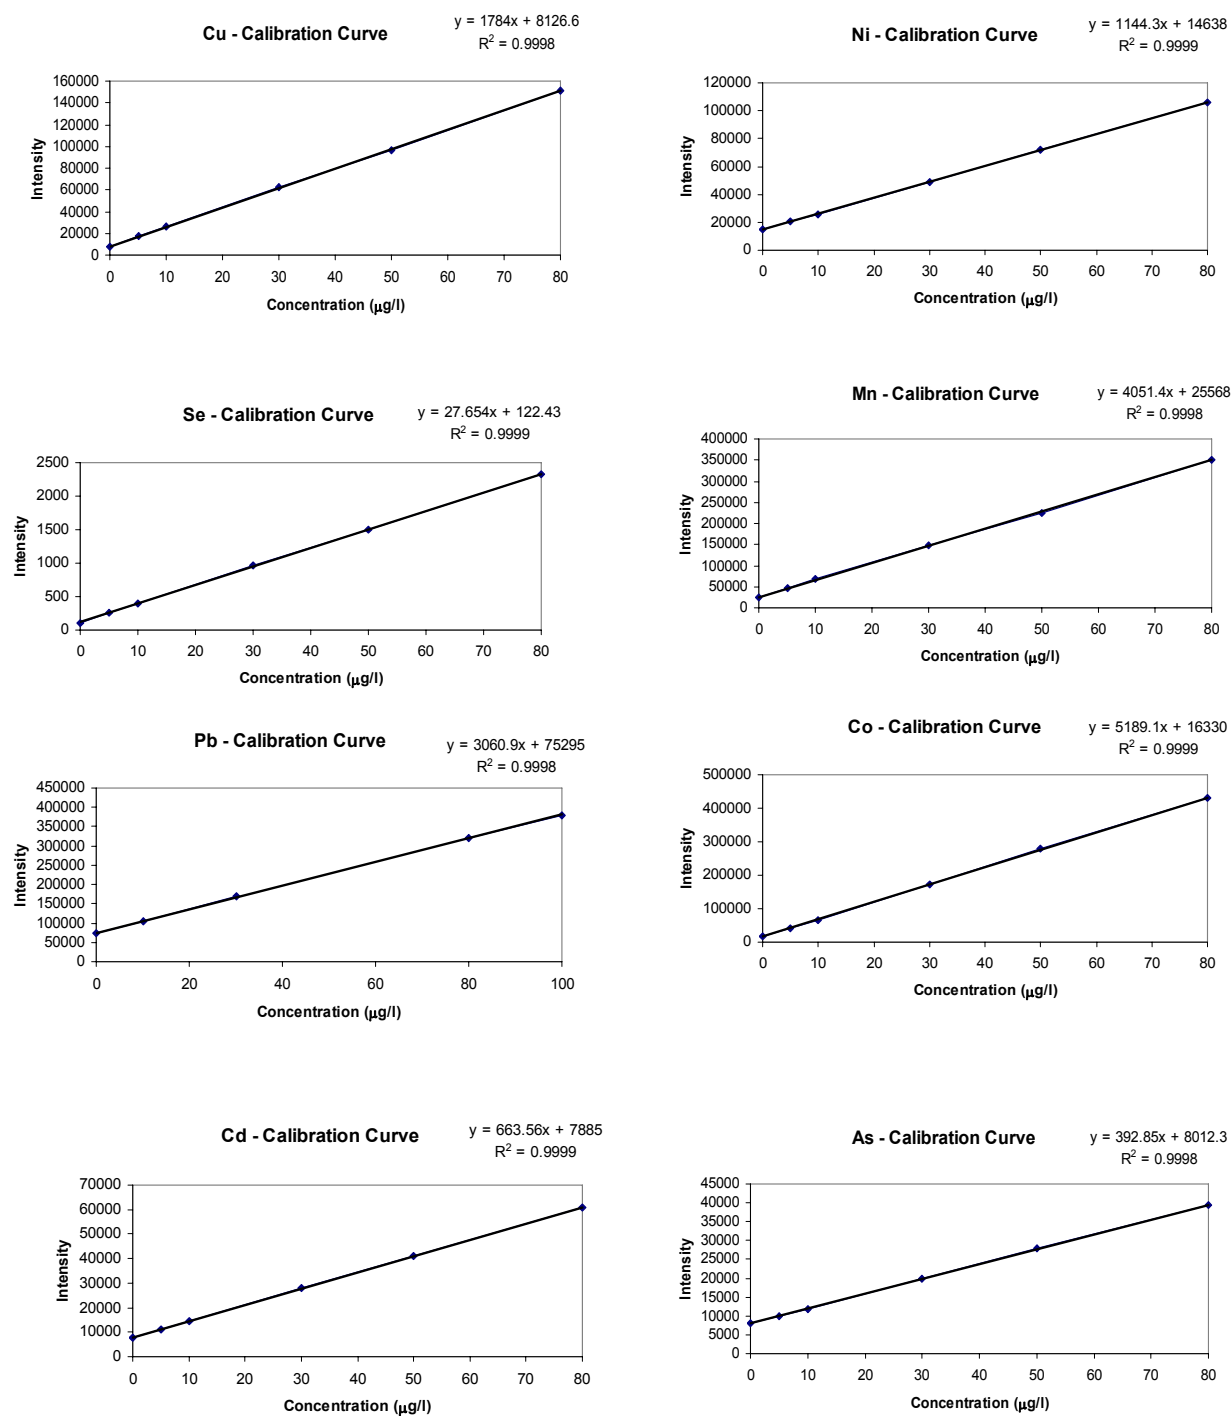 Cu - Calibration Curve
y = 1784x + 8126.6
R² = 0.9998
160000
140000
120000
100000
80000
60000
40000
20000
0
Intensity
0 10 20 30 40 50 60 70 80
Concentration (μg/l)
Ni - Calibration Curve
y = 1144.3x + 14638
R² = 0.9999
120000
100000
80000
60000
40000
20000
0
Intensity
0 10 20 30 40 50 60 70 80
Concentration (μg/l)
Se - Calibration Curve
y = 27.654x + 122.43
R² = 0.9999
2500
2000
1500
1000
500
0
Intensity
0 10 20 30 40 50 60 70 80
Concentration (μg/l)
Mn - Calibration Curve
y = 4051.4x + 25568
R² = 0.9998
400000
350000
300000
250000
200000
150000
100000
50000
0
Intensity
0 10 20 30 40 50 60 70 80
Concentration (μg/l)
Pb - Calibration Curve
y = 3060.9x + 75295
R² = 0.9998
450000
400000
350000
300000
250000
200000
150000
100000
50000
0
Intensity
0 20 40 60 80 100
Concentration (μg/l)
Co - Calibration Curve
y = 5189.1x + 16330
R² = 0.9999
500000
400000
300000
200000
100000
0
Intensity
0 10 20 30 40 50 60 70 80
Concentration (μg/l)
Cd - Calibration Curve
y = 663.56x + 7885
R² = 0.9999
70000
60000
50000
40000
30000
20000
10000
0
Intensity
0 10 20 30 40 50 60 70 80
Concentration (μg/l)
As - Calibration Curve
y = 392.85x + 8012.3
R² = 0.9998
45000
40000
35000
30000
25000
20000
15000
10000
5000
0
Intensity
0 10 20 30 40 50 60 70 80
Concentration (μg/l)